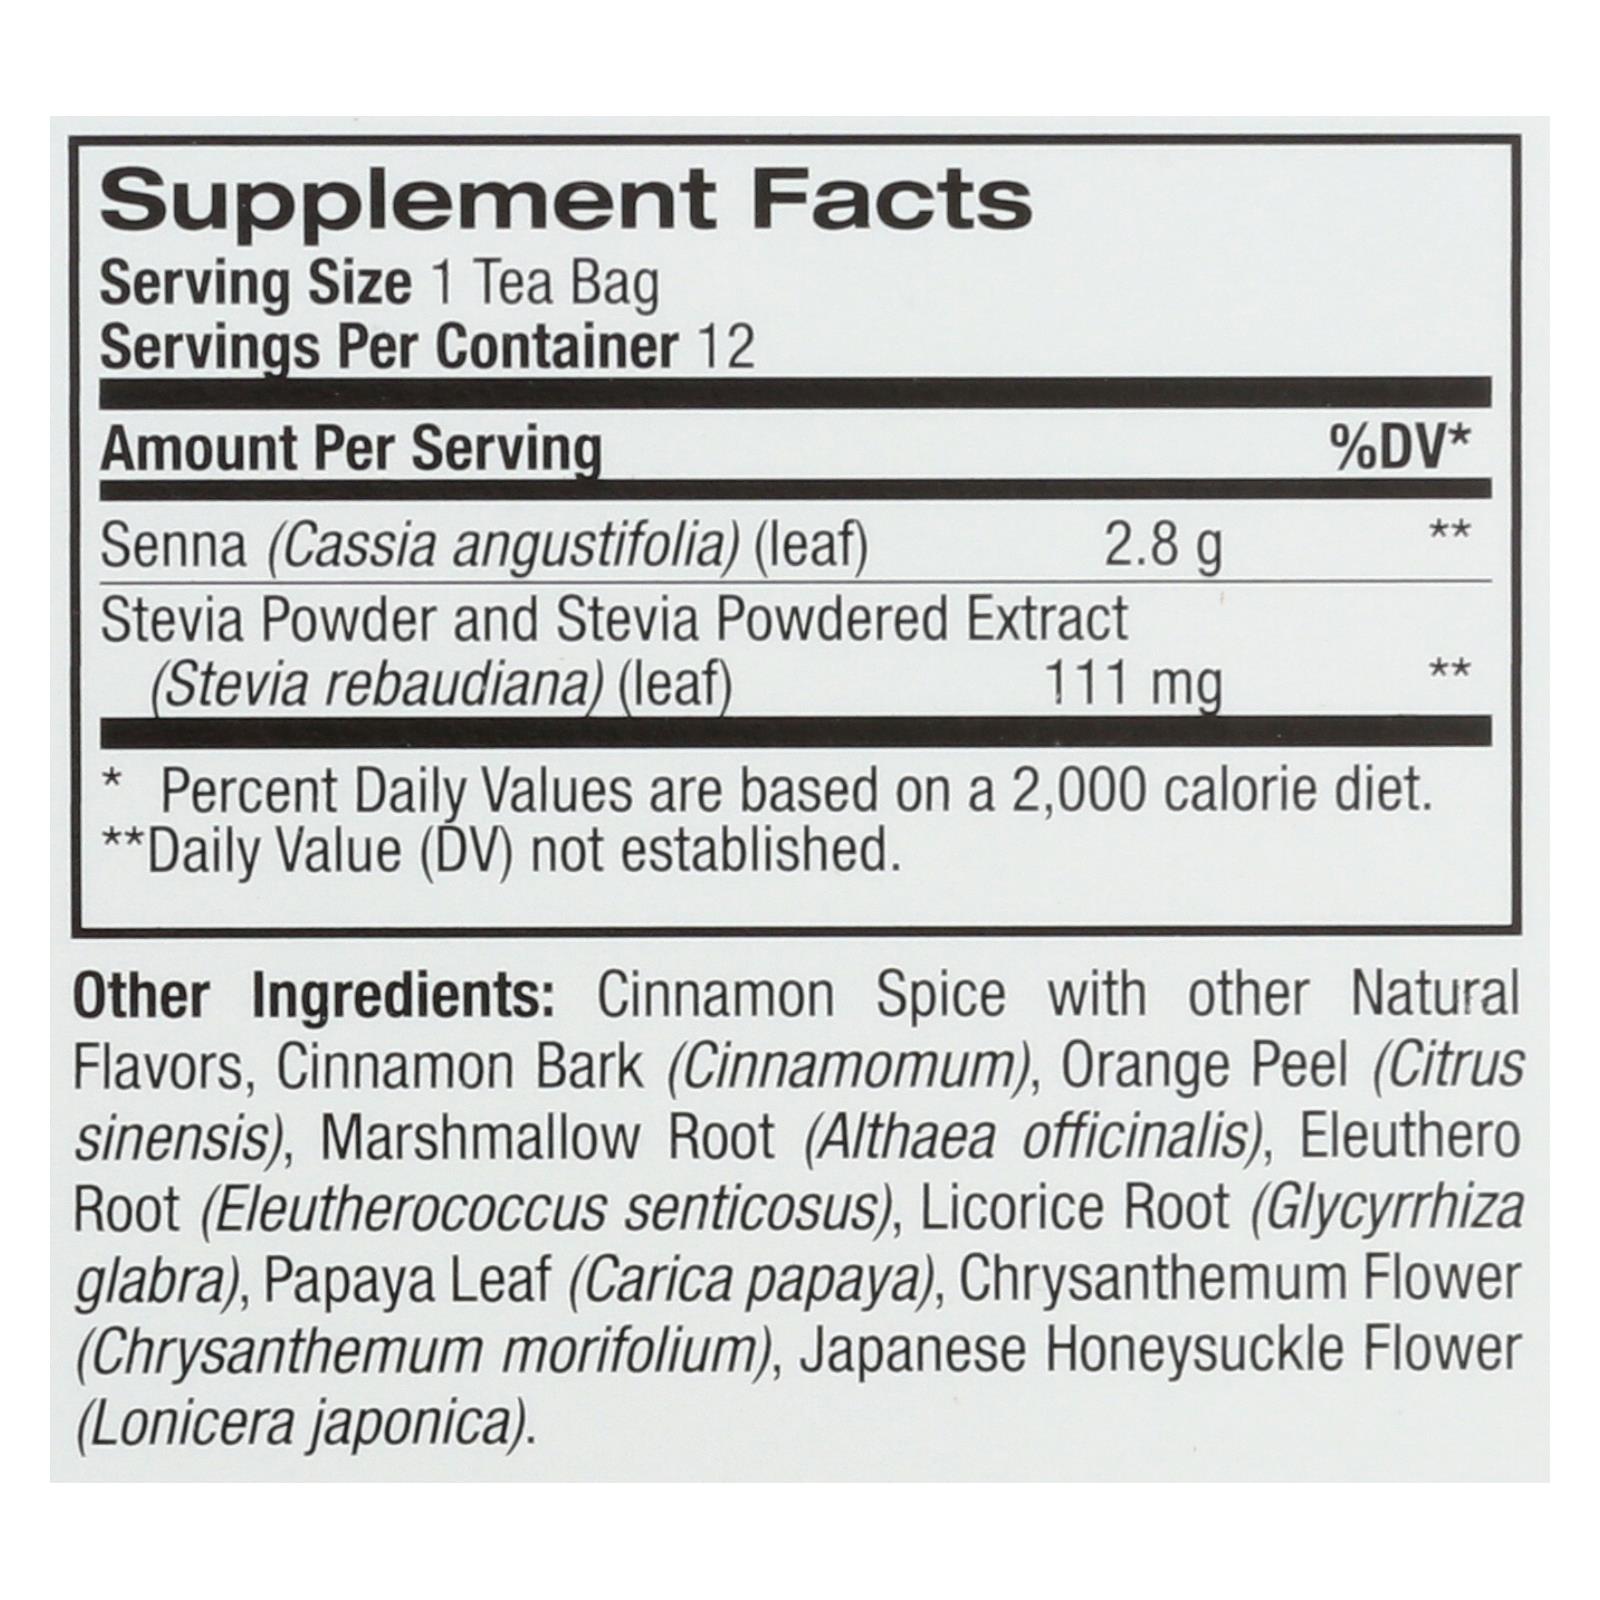 Supplement Facts
Serving Size 1 Tea Bag
Servings Per Container 12
Amount Per Serving %DV*
Senna (Cassia angustifolia) (leaf) 2.8 g **
Stevia Powder and Stevia Powdered Extract
(Stevia rebaudiana) (leaf) 111 mg **
* Percent Daily Values are based on a 2,000 calorie diet.
**Daily Value (DV) not established.
Other Ingredients: Cinnamon Spice with other Natural
Flavors, Cinnamon Bark (Cinnamomum), Orange Peel (Citrus
sinensis), Marshmallow Root (Althaea officinalis), Eleuthero
Root (Eleutherococcus senticosus), Licorice Root (Glycyrrhiza
glabra), Papaya Leaf (Carica papaya), Chrysanthemum Flower
(Chrysanthemum morifolium), Japanese Honeysuckle Flower
(Lonicera japonica).